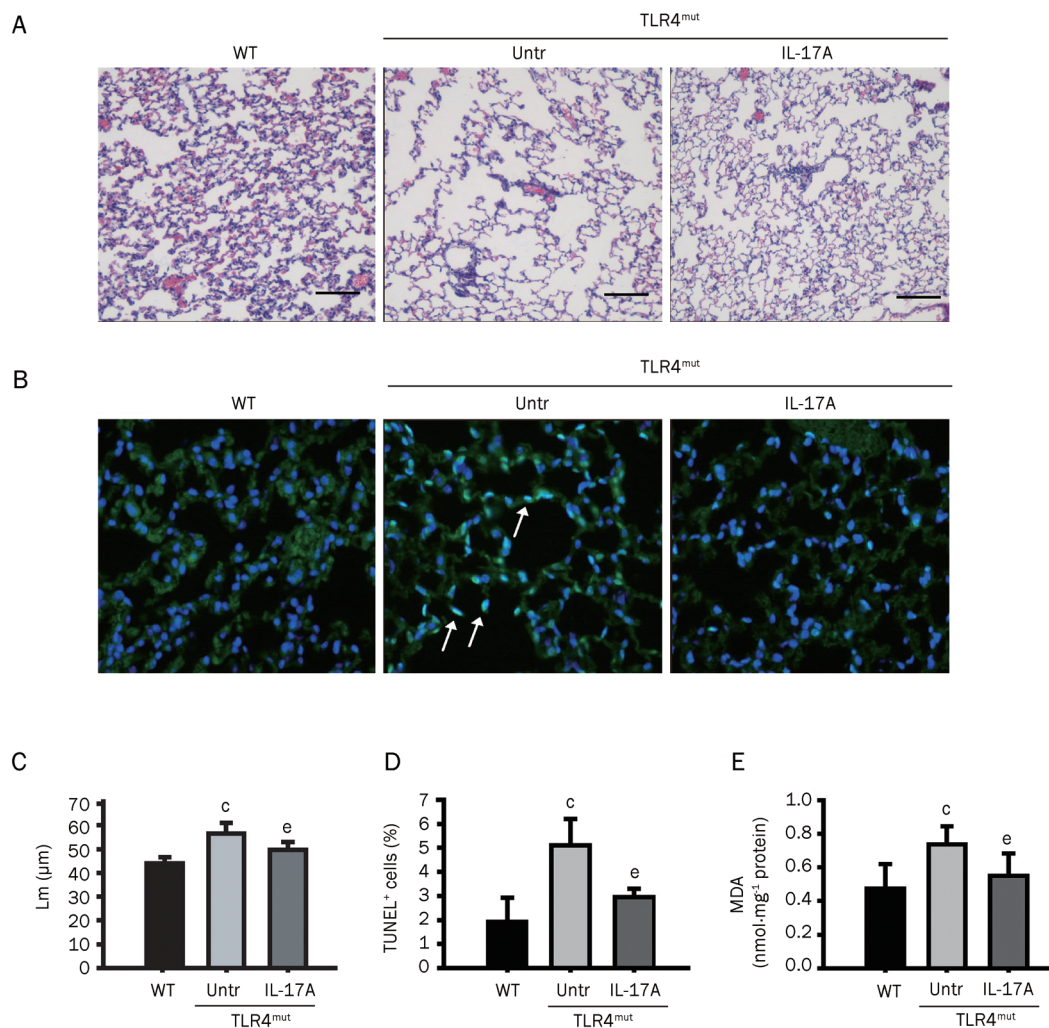 A
TLR4ᵐᵘᵗ
WT
Untr
IL-17A
B
TLR4ᵐᵘᵗ
WT
Untr
IL-17A
C
Lm (µm)
70
60
50
40
30
20
10
0
c
e
WT
Untr
IL-17A
TLR4ᵐᵘᵗ
D
TUNEL⁺ cells (%)
7
6
5
4
3
2
1
0
c
e
WT
Untr
IL-17A
TLR4ᵐᵘᵗ
E
MDA
(nmol·mg⁻¹ protein)
1.0
0.8
0.6
0.4
0.2
0.0
c
e
WT
Untr
IL-17A
TLR4ᵐᵘᵗ